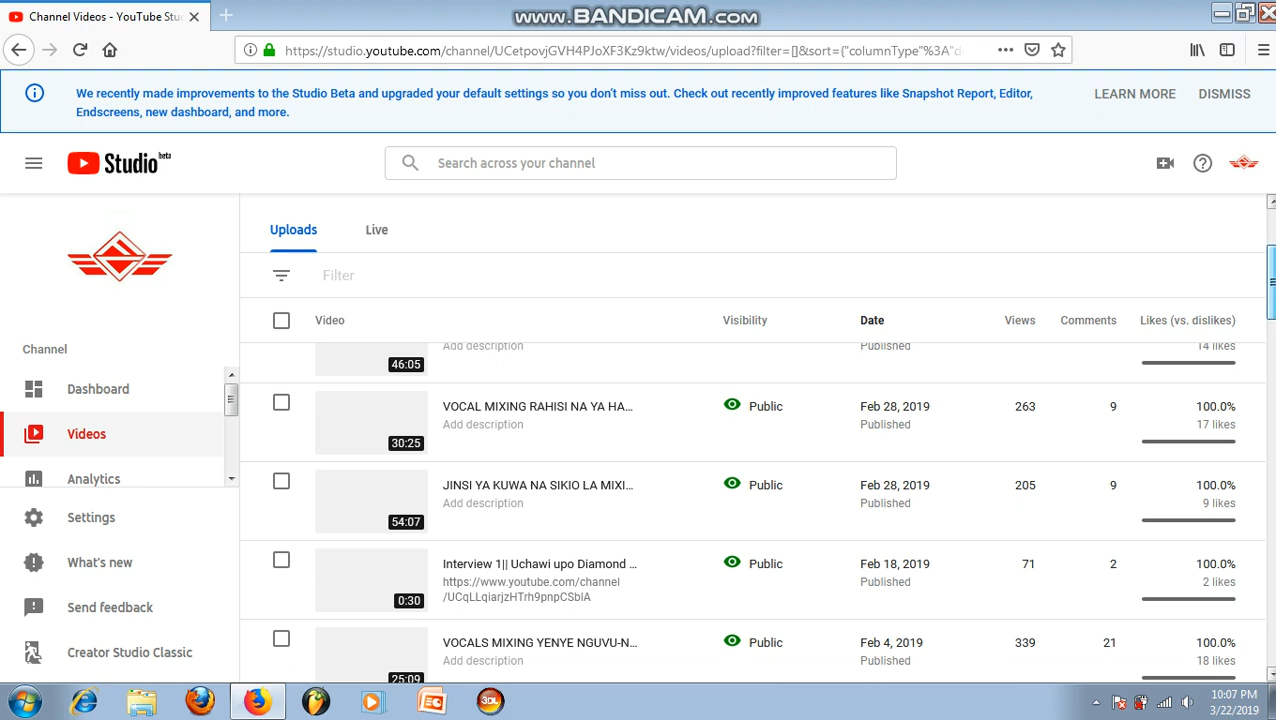 Channel Videos - YouTube Stu
www.BANDICAM.com
https://studio.youtube.com/channel/UCetpovjGVH4PJoXF3Kz9ktw/videos/upload?filter=[]&sort={"columnType"%3A"d
We recently made improvements to the Studio Beta and upgraded your default settings so you don't miss out. Check out recently improved features like Snapshot Report, Editor,
Endscreens, new dashboard, and more.
LEARN MORE
DISMISS
Studio beta
Search across your channel
Uploads
Live
Filter
Video
Visibility
Date
Views
Comments
Likes (vs. dislikes)
46:05
Add description
Published
14 likes
30:25
VOCAL MIXING RAHISI NA YA HA...
Add description
Public
Feb 28, 2019
Published
263
9
100.0%
17 likes
54:07
JINSI YA KUWA NA SIKIO LA MIXI...
Add description
Public
Feb 28, 2019
Published
205
9
100.0%
9 likes
0:30
Interview 1|| Uchawi upo Diamond ...
https://www.youtube.com/channel
/UCqLLqiarjzHTrh9pnpCSblA
Public
Feb 18, 2019
Published
71
2
100.0%
2 likes
25:09
VOCALS MIXING YENYE NGUVU-N...
Add description
Public
Feb 4, 2019
Published
339
21
100.0%
18 likes
Channel
Dashboard
Videos
Analytics
Settings
What's new
Send feedback
Creator Studio Classic
3DL
10:07 PM
3/22/2019